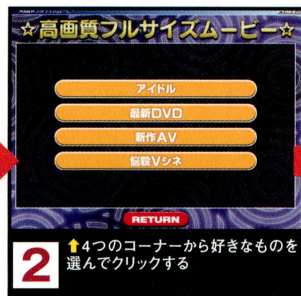 ☆高画質フルサイズムービー☆
アイドル
最新DVD
新作AV
悩殺Vシネ
RETURN
2
⬆4つのコーナーから好きなものを
選んでクリックする